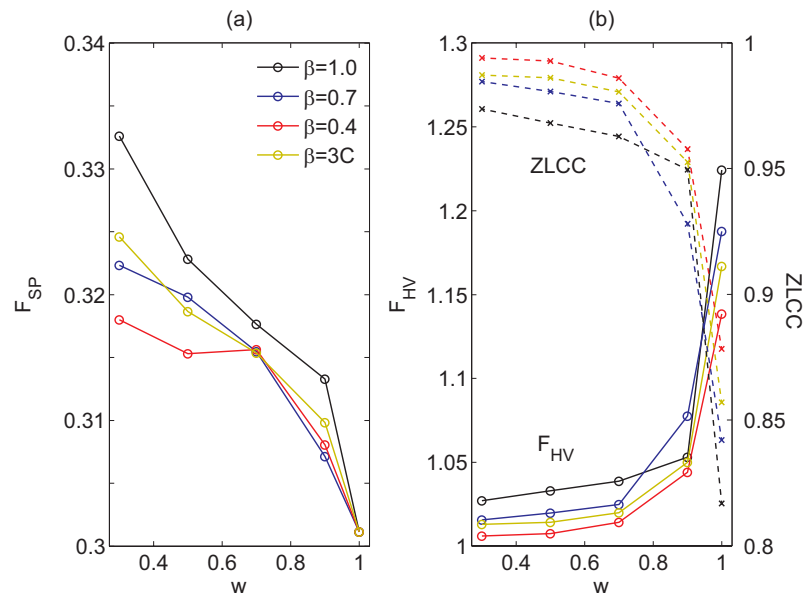 (a)
0.34
0.33
0.32
0.31
0.3
F_SP
0.4
0.6
0.8
1
w
β=1.0
β=0.7
β=0.4
β=3C
(b)
1.3
1.25
1.2
1.15
1.1
1.05
1
F_HV
ZLCC
F_HV
0.4
0.6
0.8
1
w
1
0.95
0.9
0.85
0.8
ZLCC